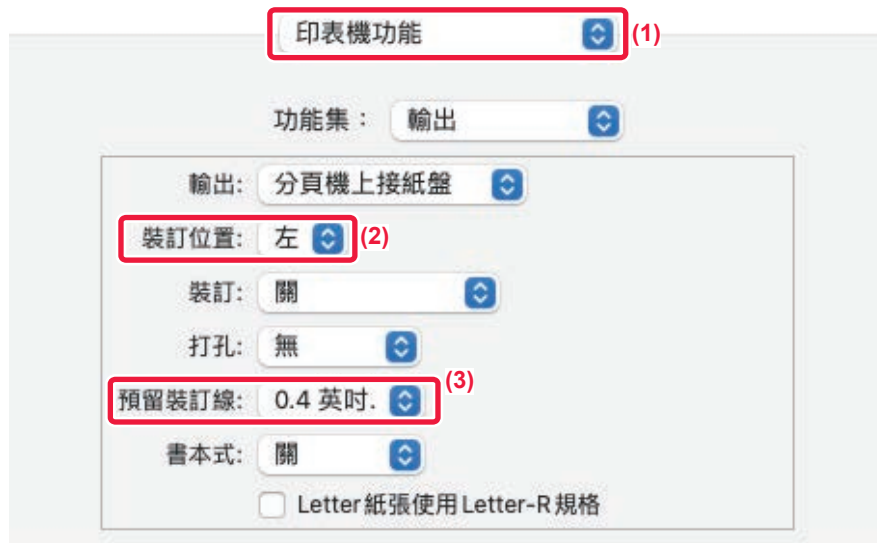 印表機功能 (1)
功能集： 輸出
輸出: 分頁機上接紙盤
裝訂位置: 左 (2)
裝訂: 關
打孔: 無
預留裝訂線: 0.4 英吋. (3)
書本式: 關
Letter紙張使用Letter-R規格